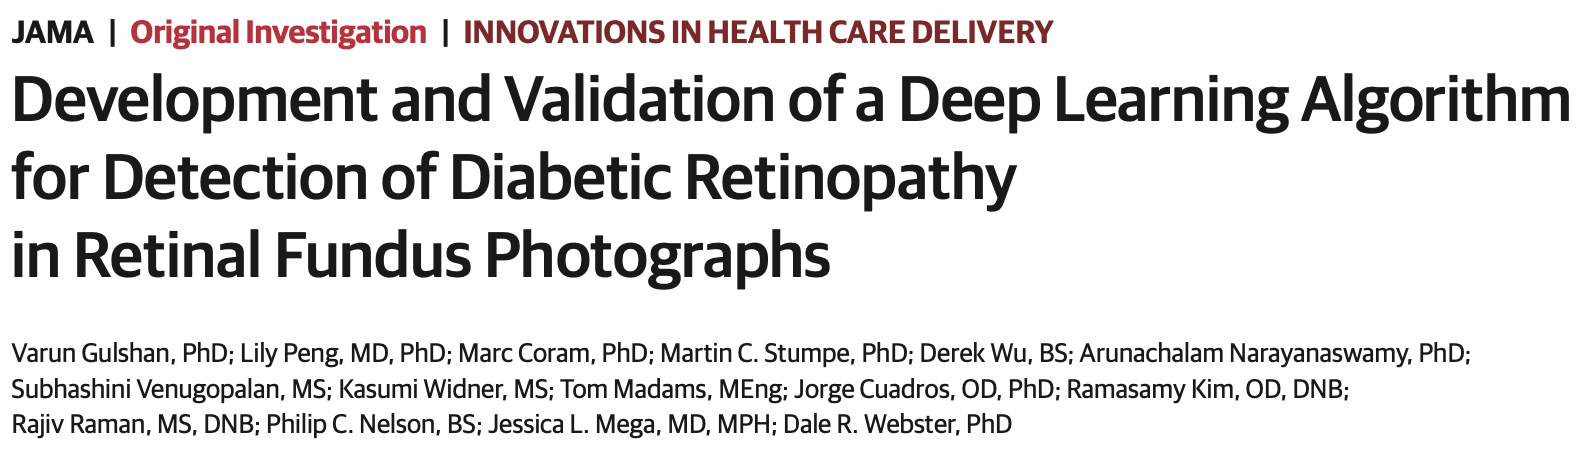 JAMA | Original Investigation | INNOVATIONS IN HEALTH CARE DELIVERY
Development and Validation of a Deep Learning Algorithm
for Detection of Diabetic Retinopathy
in Retinal Fundus Photographs
Varun Gulshan, PhD; Lily Peng, MD, PhD; Marc Coram, PhD; Martin C. Stumpe, PhD; Derek Wu, BS; Arunachalam Narayanaswamy, PhD;
Subhashini Venugopalan, MS; Kasumi Widner, MS; Tom Madams, MEng; Jorge Cuadros, OD, PhD; Ramasamy Kim, OD, DNB;
Rajiv Raman, MS, DNB; Philip C. Nelson, BS; Jessica L. Mega, MD, MPH; Dale R. Webster, PhD